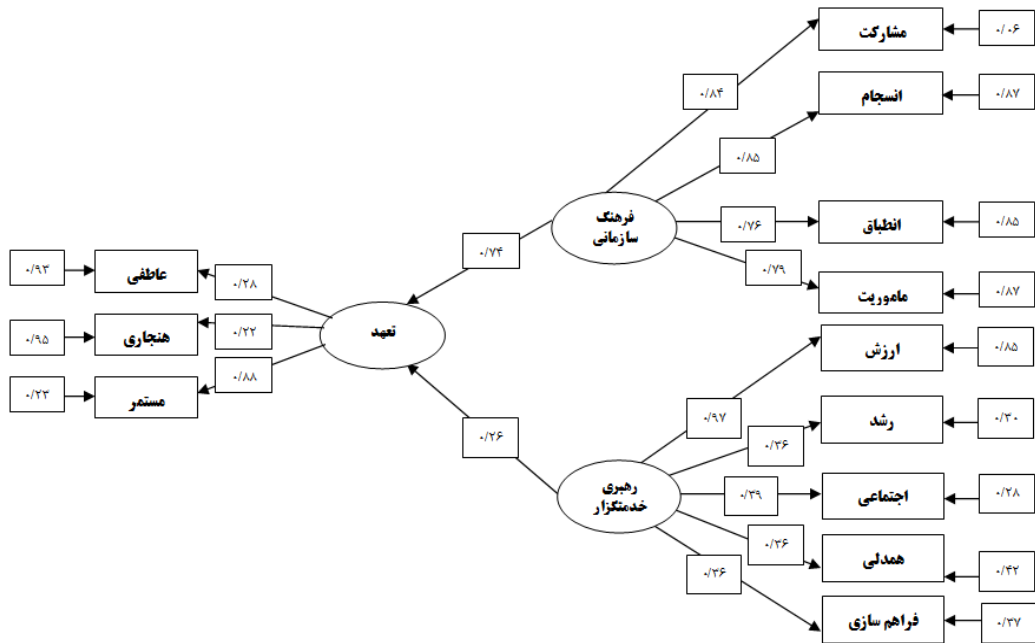 مشارکت
۰/۰۶
۰/۸۴
انسجام
۰/۸۷
۰/۸۵
فرهنگ
سازمانی
۰/۷۶
انطباق
۰/۸۵
۰/۷۹
ماموریت
۰/۸۷
۰/۷۴
۰/۹۳
عاطفی
۰/۲۸
۰/۹۵
هنجاری
۰/۲۲
تعهد
۰/۲۳
مستمر
۰/۸۸
۰/۲۶
ارزش
۰/۸۵
۰/۹۷
رشد
۰/۳۰
۰/۳۶
رهبری
خدمتگزار
۰/۳۹
اجتماعی
۰/۲۸
۰/۳۶
همدلی
۰/۴۲
۰/۳۶
فراهم سازی
۰/۳۷